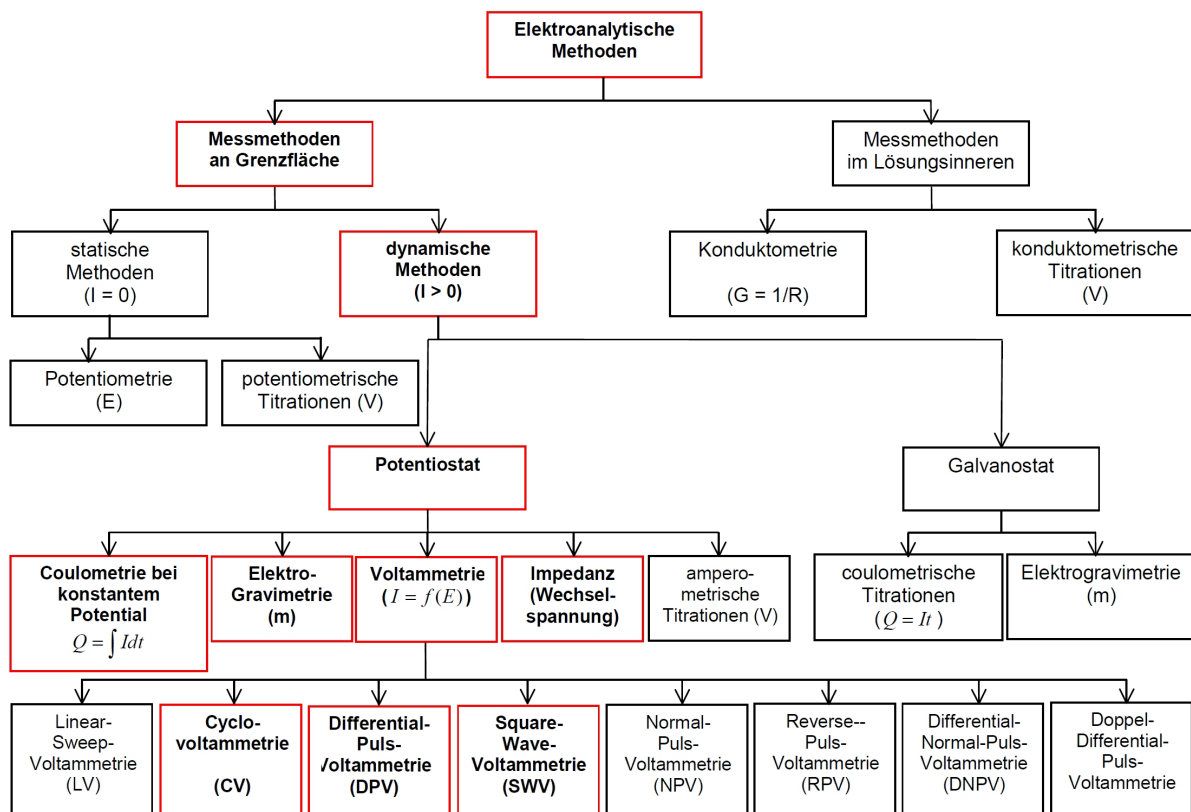 Elektroanalytische
Methoden
Messmethoden
an Grenzfläche
Messmethoden
im Lösungsinneren
statische
Methoden
(I = 0)
dynamische
Methoden
(I > 0)
Konduktometrie
(G = 1/R)
konduktometrische
Titrationen
(V)
Potentiometrie
(E)
potentiometrische
Titrationen (V)
Potentiostat
Galvanostat
Coulometrie bei
konstantem
Potential
Q = ∫ Idt
Elektro-
Gravimetrie
(m)
Voltammetrie
( I = f(E) )
Impedanz
(Wechsel-
spannung)
ampero-
metrische
Titrationen (V)
coulometrische
Titrationen
( Q = It )
Elektrogravimetrie
(m)
Linear-
Sweep-
Voltammetrie
(LV)
Cyclo-
voltammetrie
(CV)
Differential-
Puls-
Voltammetrie
(DPV)
Square-
Wave-
Voltammetrie
(SWV)
Normal-
Puls-
Voltammetrie
(NPV)
Reverse--
Puls-
Voltammetrie
(RPV)
Differential-
Normal-Puls-
Voltammetrie
(DNPV)
Doppel-
Differential-
Puls-
Voltammetrie